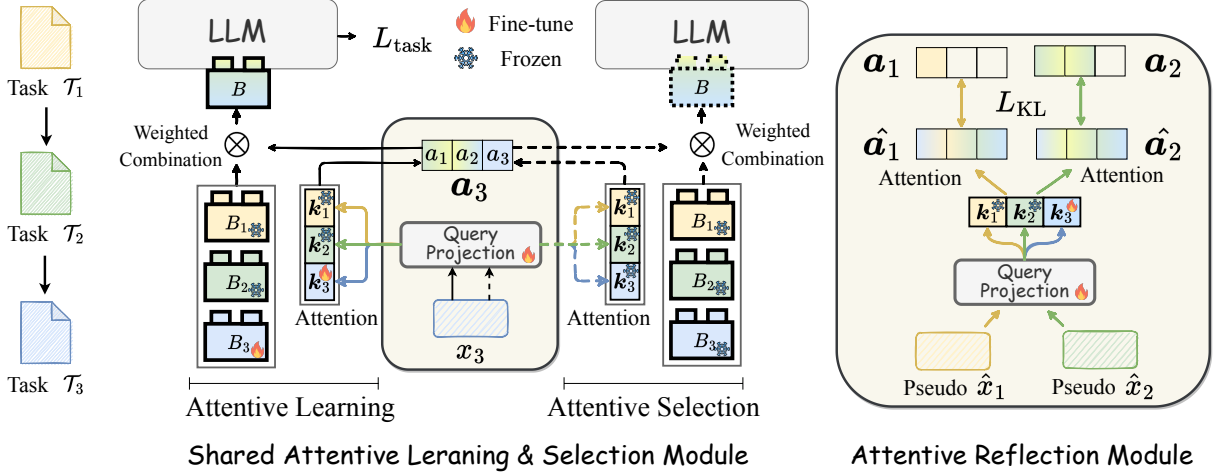 Task 𝒯₁
Task 𝒯₂
Task 𝒯₃
LLM
L_task
Fine-tune
Frozen
LLM
B
B
Weighted
Combination
Weighted
Combination
a₁ a₂ a₃
a₃
B₁
B₂
B₃
k₁
k₂
k₃
Attention
Query
Projection
x₃
k₁
k₂
k₃
Attention
B₁
B₂
B₃
Attentive Learning
Attentive Selection
Shared Attentive Leraning & Selection Module
a₁
a₂
L_KL
â₁
â₂
Attention
Attention
k₁ k₂ k₃
Query
Projection
Pseudo x̂₁
Pseudo x̂₂
Attentive Reflection Module